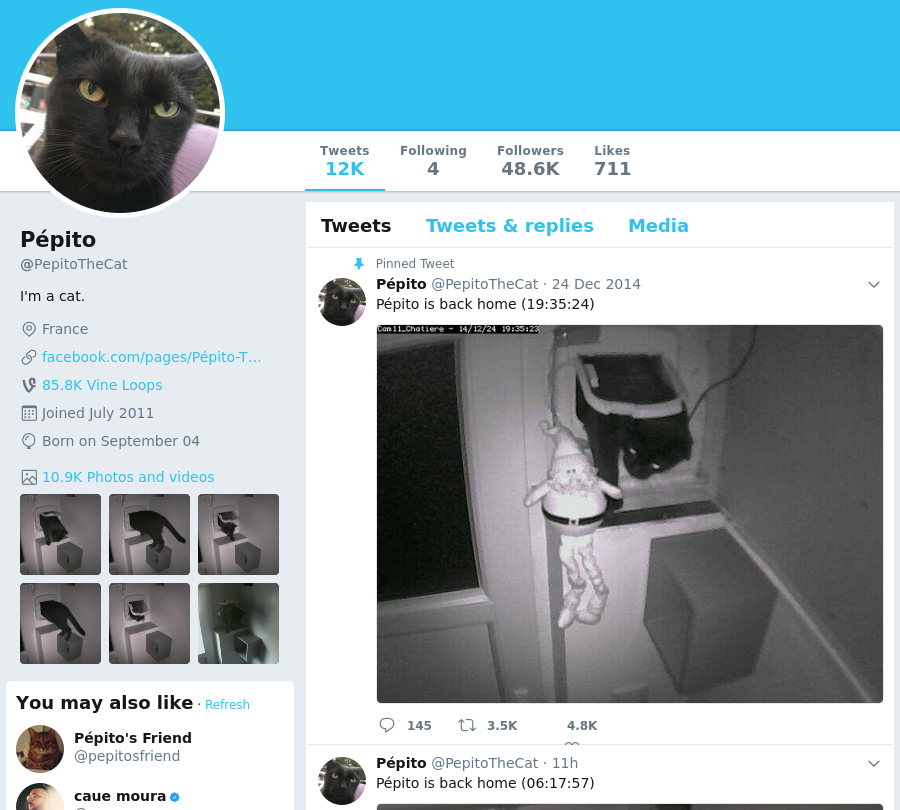 Tweets
12K
Following
4
Followers
48.6K
Likes
711
Pépito
@PepitoTheCat
I'm a cat.
France
facebook.com/pages/Pépito-T…
85.8K Vine Loops
Joined July 2011
Born on September 04
10.9K Photos and videos
You may also like · Refresh
Pépito's Friend
@pepitosfriend
caue moura
Tweets Tweets & replies Media
Pinned Tweet
Pépito @PepitoTheCat · 24 Dec 2014
Pépito is back home (19:35:24)
Cam11_Chatiere - 14/12/24 19:35:23
145 3.5K 4.8K
Pépito @PepitoTheCat · 11h
Pépito is back home (06:17:57)